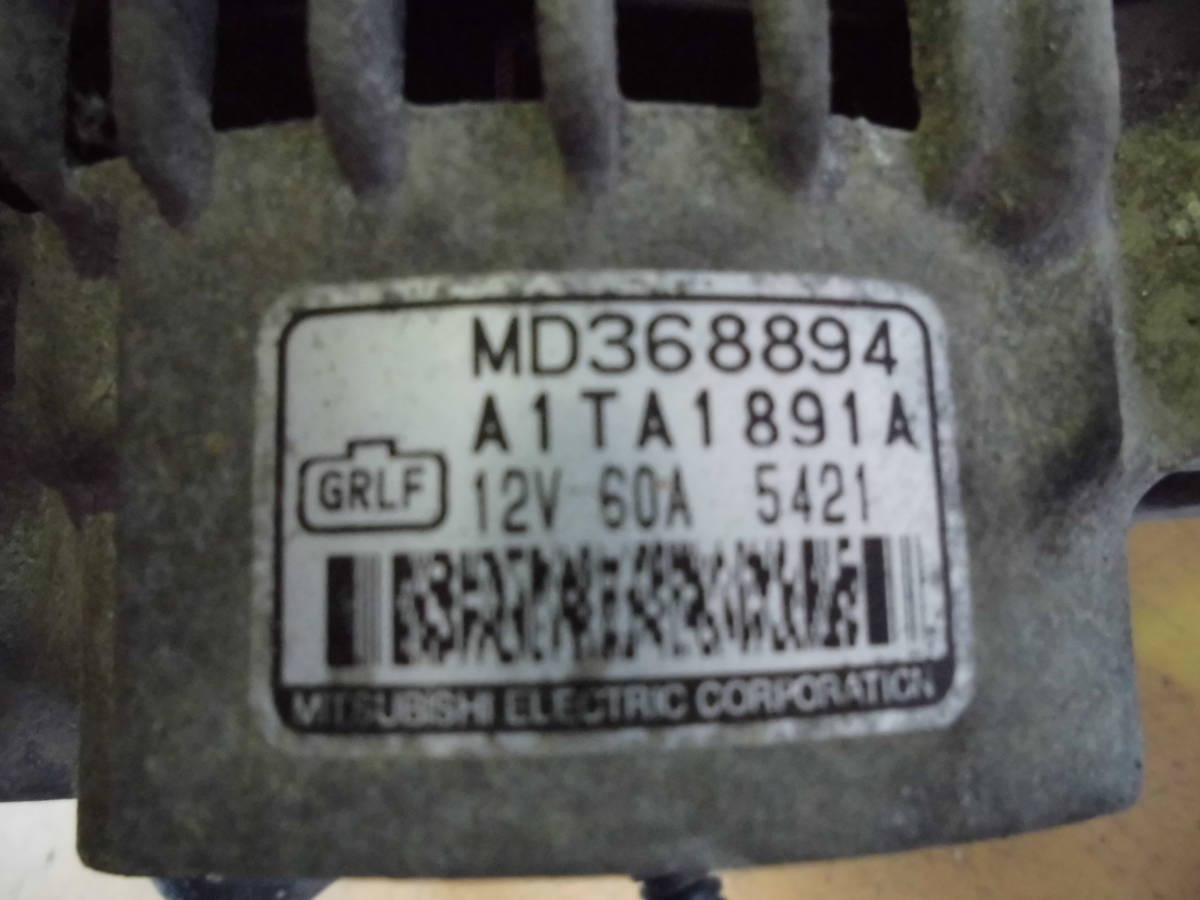 MD368894
A1TA1891A
GRLF 12V 60A 5421
MITSUBISHI ELECTRIC CORPORATION